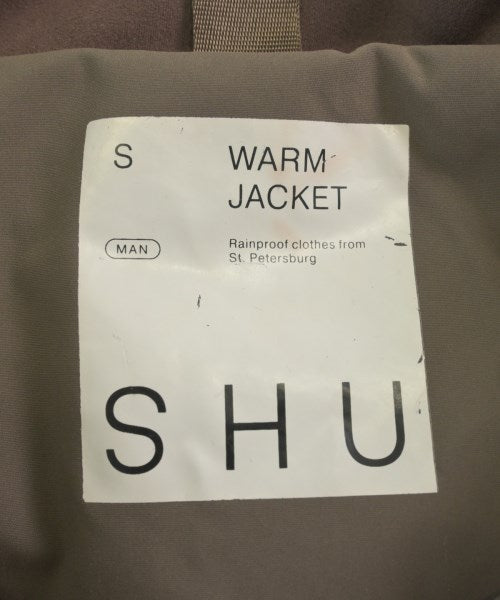 S
WARM
JACKET
MAN
Rainproof clothes from
St. Petersburg
SHU